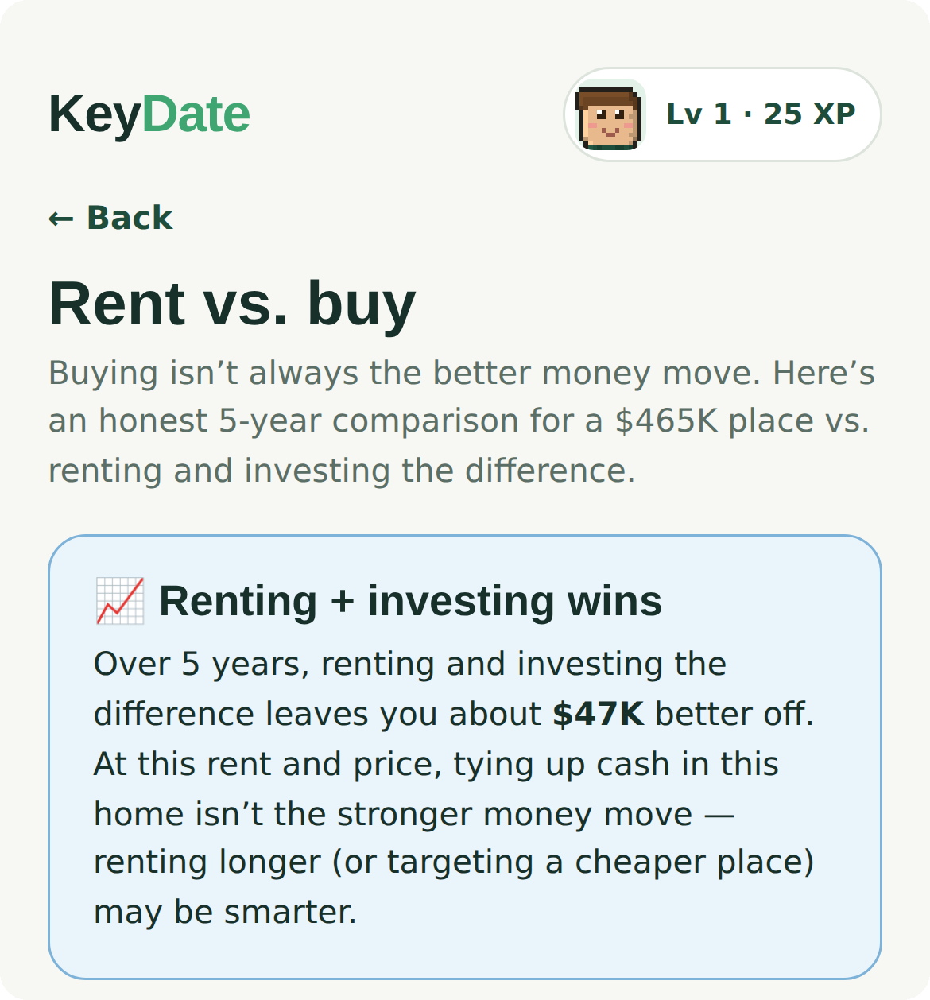 KeyDate
Lv 1 · 25 XP
← Back
Rent vs. buy
Buying isn’t always the better money move. Here’s
an honest 5-year comparison for a $465K place vs.
renting and investing the difference.
Renting + investing wins
Over 5 years, renting and investing the
difference leaves you about $47K better off.
At this rent and price, tying up cash in this
home isn’t the stronger money move —
renting longer (or targeting a cheaper place)
may be smarter.